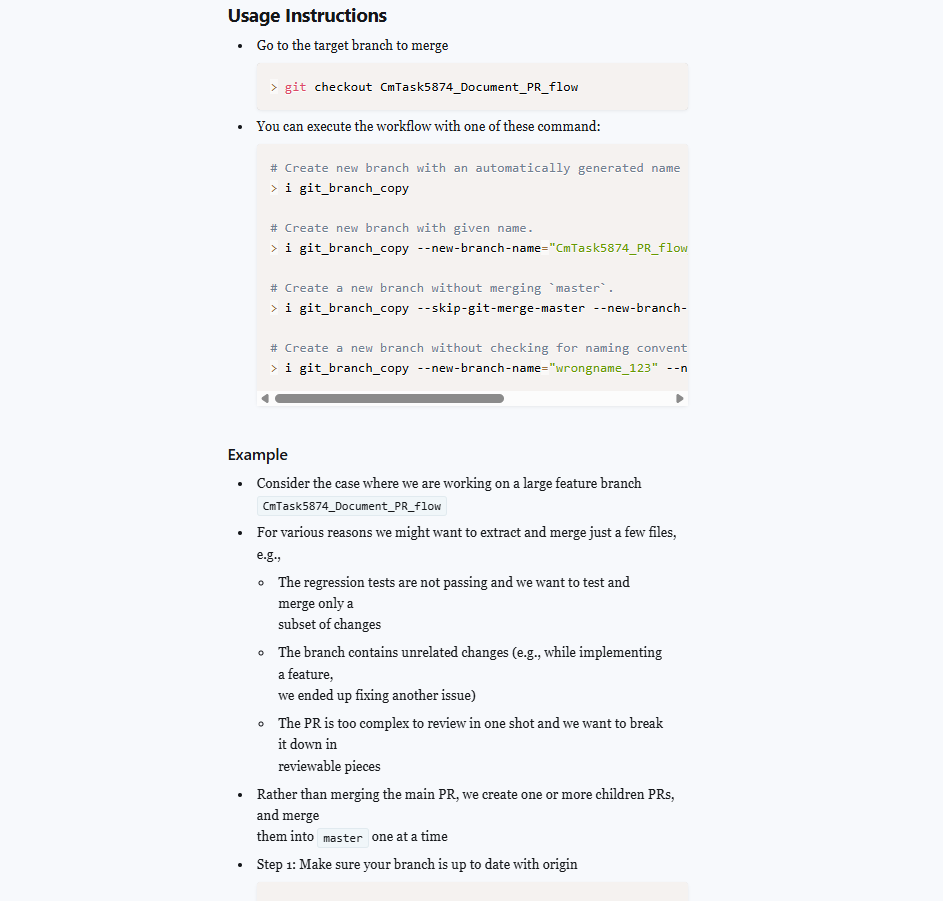 Usage Instructions
Go to the target branch to merge
> git checkout CmTask5874_Document_PR_flow
You can execute the workflow with one of these command:
# Create new branch with an automatically generated name
> i git_branch_copy
# Create new branch with given name.
> i git_branch_copy --new-branch-name="CmTask5874_PR_flow
# Create a new branch without merging `master`.
> i git_branch_copy --skip-git-merge-master --new-branch-
# Create a new branch without checking for naming convent
> i git_branch_copy --new-branch-name="wrongname_123" --n
Example
Consider the case where we are working on a large feature branch
CmTask5874_Document_PR_flow
For various reasons we might want to extract and merge just a few files,
e.g.,
The regression tests are not passing and we want to test and
merge only a
subset of changes
The branch contains unrelated changes (e.g., while implementing
a feature,
we ended up fixing another issue)
The PR is too complex to review in one shot and we want to break
it down in
reviewable pieces
Rather than merging the main PR, we create one or more children PRs,
and merge
them into master one at a time
Step 1: Make sure your branch is up to date with origin